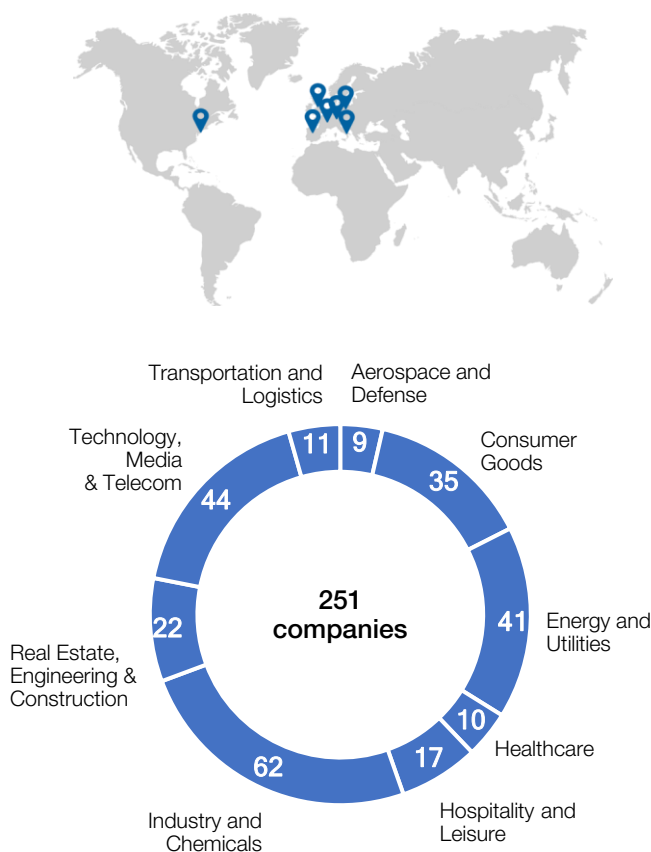 Transportation and
Logistics
11
Aerospace and
Defense
9
Consumer
Goods
35
Energy and
Utilities
41
Healthcare
10
Hospitality and
Leisure
17
Industry and
Chemicals
62
Real Estate,
Engineering &
Construction
22
Technology,
Media
& Telecom
44
251
companies